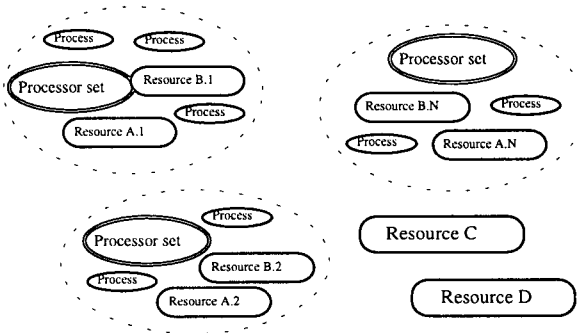 Process
Process
Processor set
Resource B.1
Process
Resource A.1
Processor set
Resource B.N
Process
Process
Resource A.N
Process
Processor set
Resource B.2
Process
Resource A.2
Resource C
Resource D